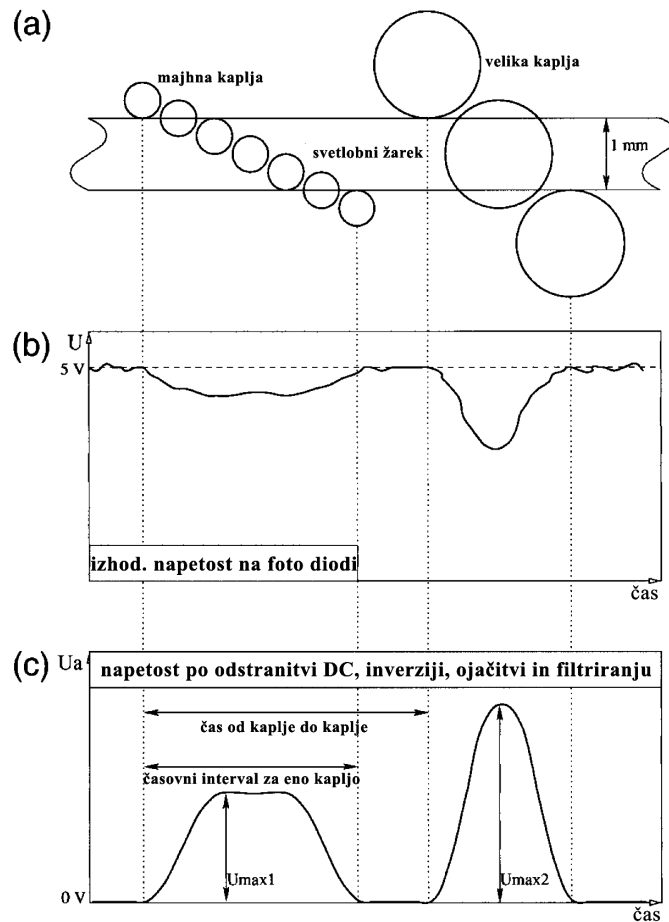 (a)
majhna kaplja
velika kaplja
svetlobni žarek
1 mm
(b)
U
5 V
izhod. napetost na foto diodi
čas
(c)
Ua
napetost po odstranitvi DC, inverziji, ojačitvi in filtriranju
čas od kaplje do kaplje
časovni interval za eno kapljo
Umax1
Umax2
0 V
čas